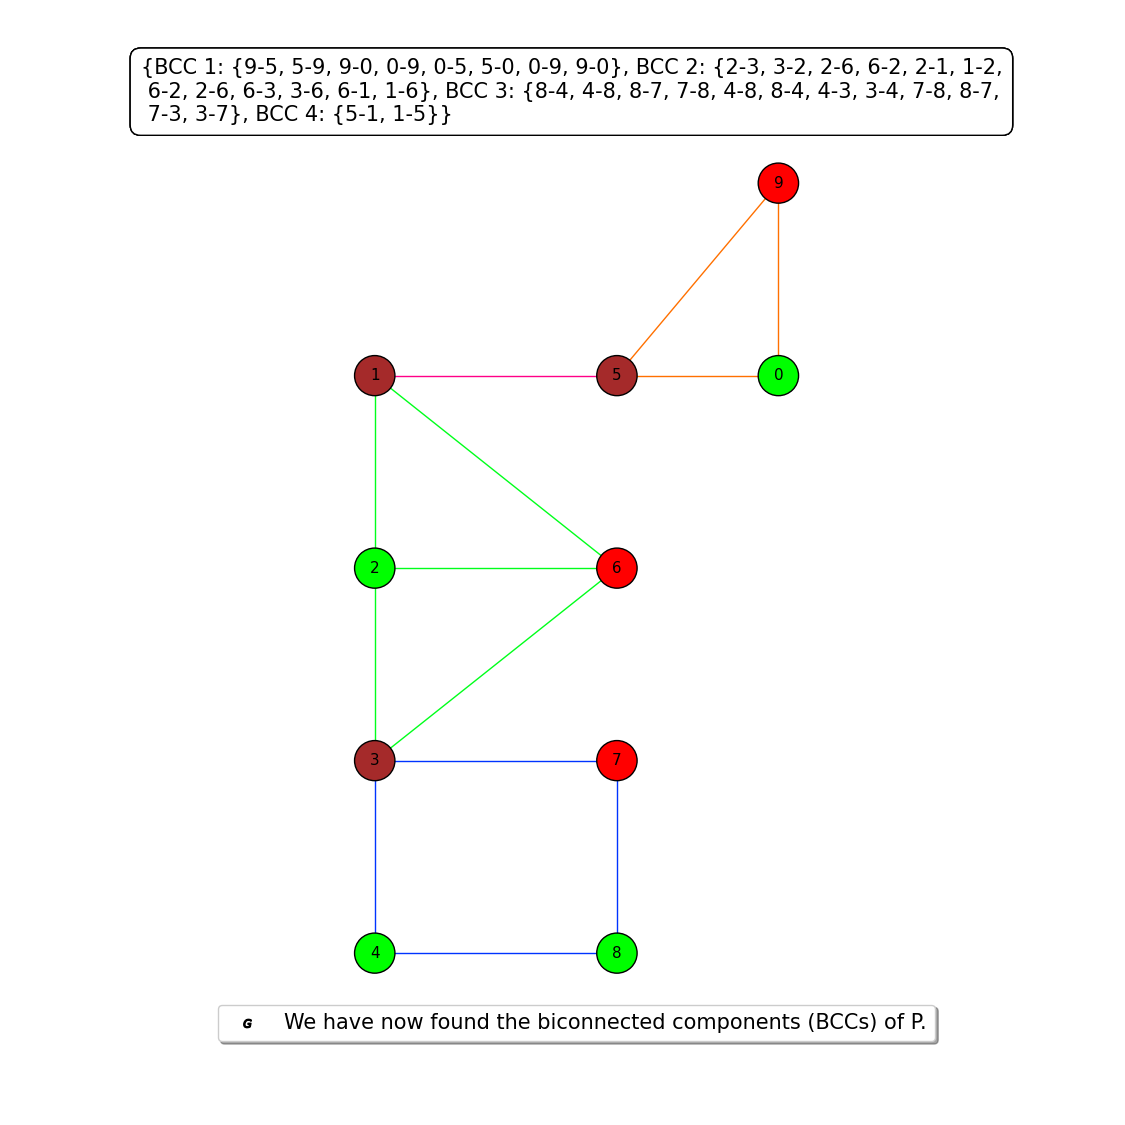 {BCC 1: {9-5, 5-9, 9-0, 0-9, 0-5, 5-0, 0-9, 9-0}, BCC 2: {2-3, 3-2, 2-6, 6-2, 2-1, 1-2,
6-2, 2-6, 6-3, 3-6, 6-1, 1-6}, BCC 3: {8-4, 4-8, 8-7, 7-8, 4-8, 8-4, 4-3, 3-4, 7-8, 8-7,
7-3, 3-7}, BCC 4: {5-1, 1-5}}
9
1 5 0
2 6
3 7
4 8
G We have now found the biconnected components (BCCs) of P.